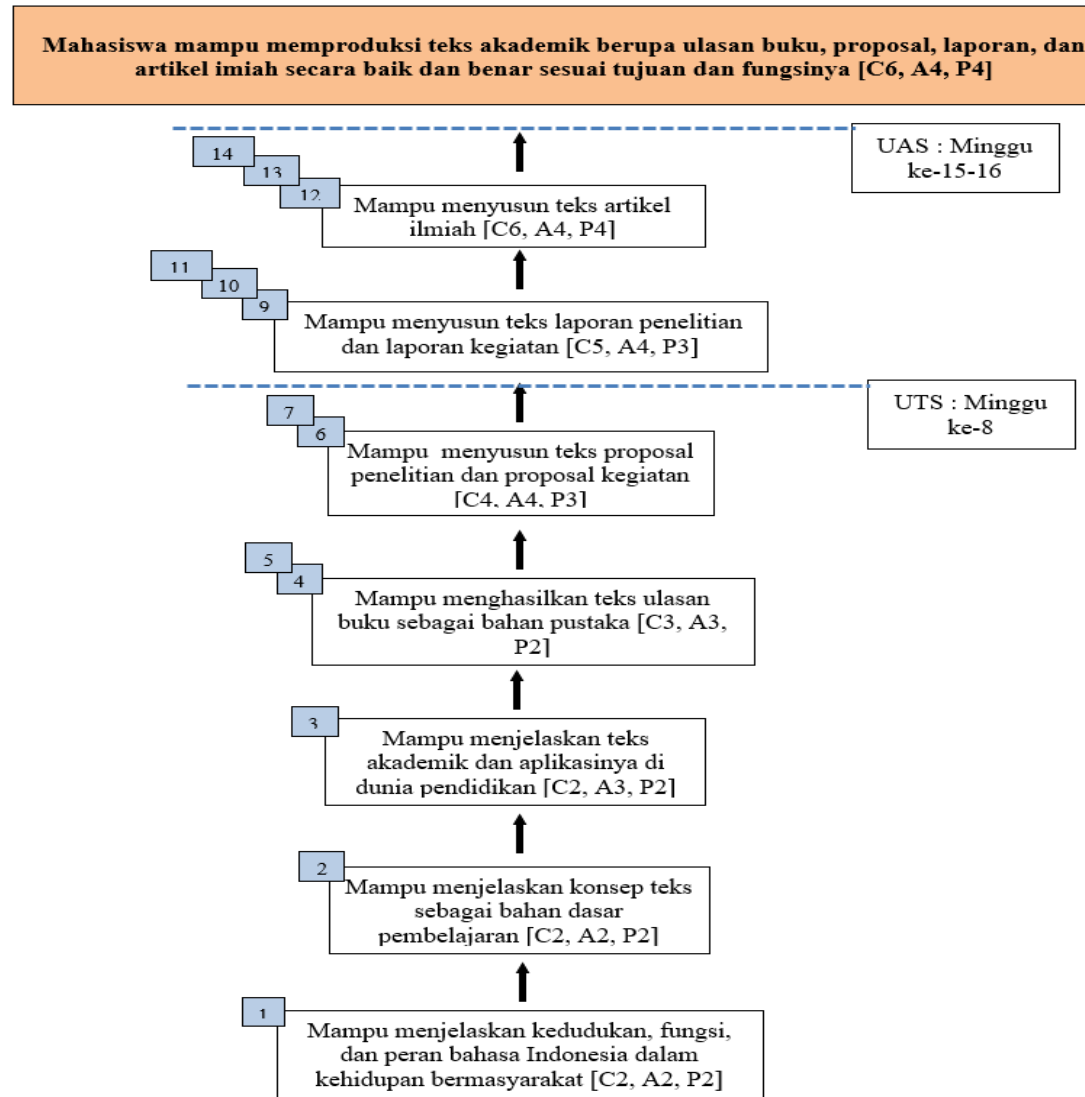 Mahasiswa mampu memproduksi teks akademik berupa ulasan buku, proposal, laporan, dan
artikel imiah secara baik dan benar sesuai tujuan dan fungsinya [C6, A4, P4]
UAS : Minggu
ke-15-16
14
13
12
Mampu menyusun teks artikel
ilmiah [C6, A4, P4]
11
10
9
Mampu menyusun teks laporan penelitian
dan laporan kegiatan [C5, A4, P3]
UTS : Minggu
ke-8
7
6
Mampu menyusun teks proposal
penelitian dan proposal kegiatan
[C4, A4, P3]
5
4
Mampu menghasilkan teks ulasan
buku sebagai bahan pustaka [C3, A3,
P2]
3
Mampu menjelaskan teks
akademik dan aplikasinya di
dunia pendidikan [C2, A3, P2]
2
Mampu menjelaskan konsep teks
sebagai bahan dasar
pembelajaran [C2, A2, P2]
1
Mampu menjelaskan kedudukan, fungsi,
dan peran bahasa Indonesia dalam
kehidupan bermasyarakat [C2, A2, P2]